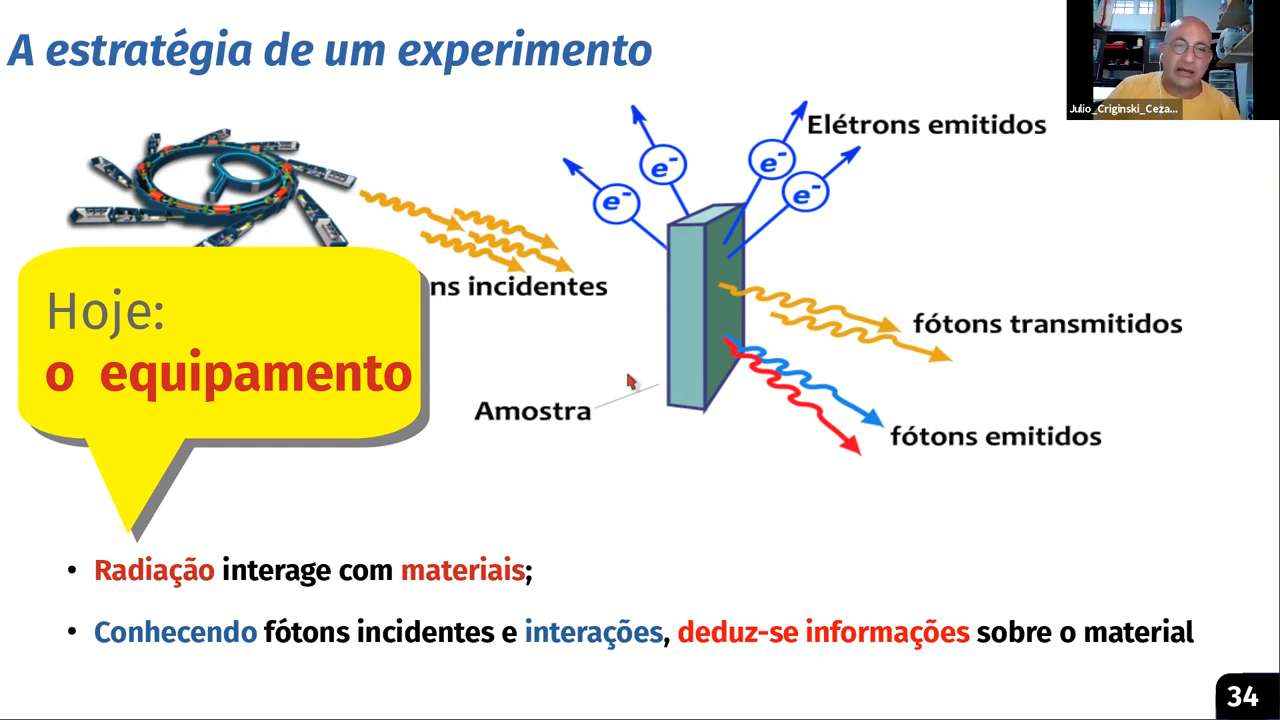 A estratégia de um experimento
Julio_Criginski_Ceza...
Elétrons emitidos
e-
e-
e-
e-
ns incidentes
fótons transmitidos
Hoje:
o equipamento
Amostra
fótons emitidos
• Radiação interage com materiais;
• Conhecendo fótons incidentes e interações, deduz-se informações sobre o material
34